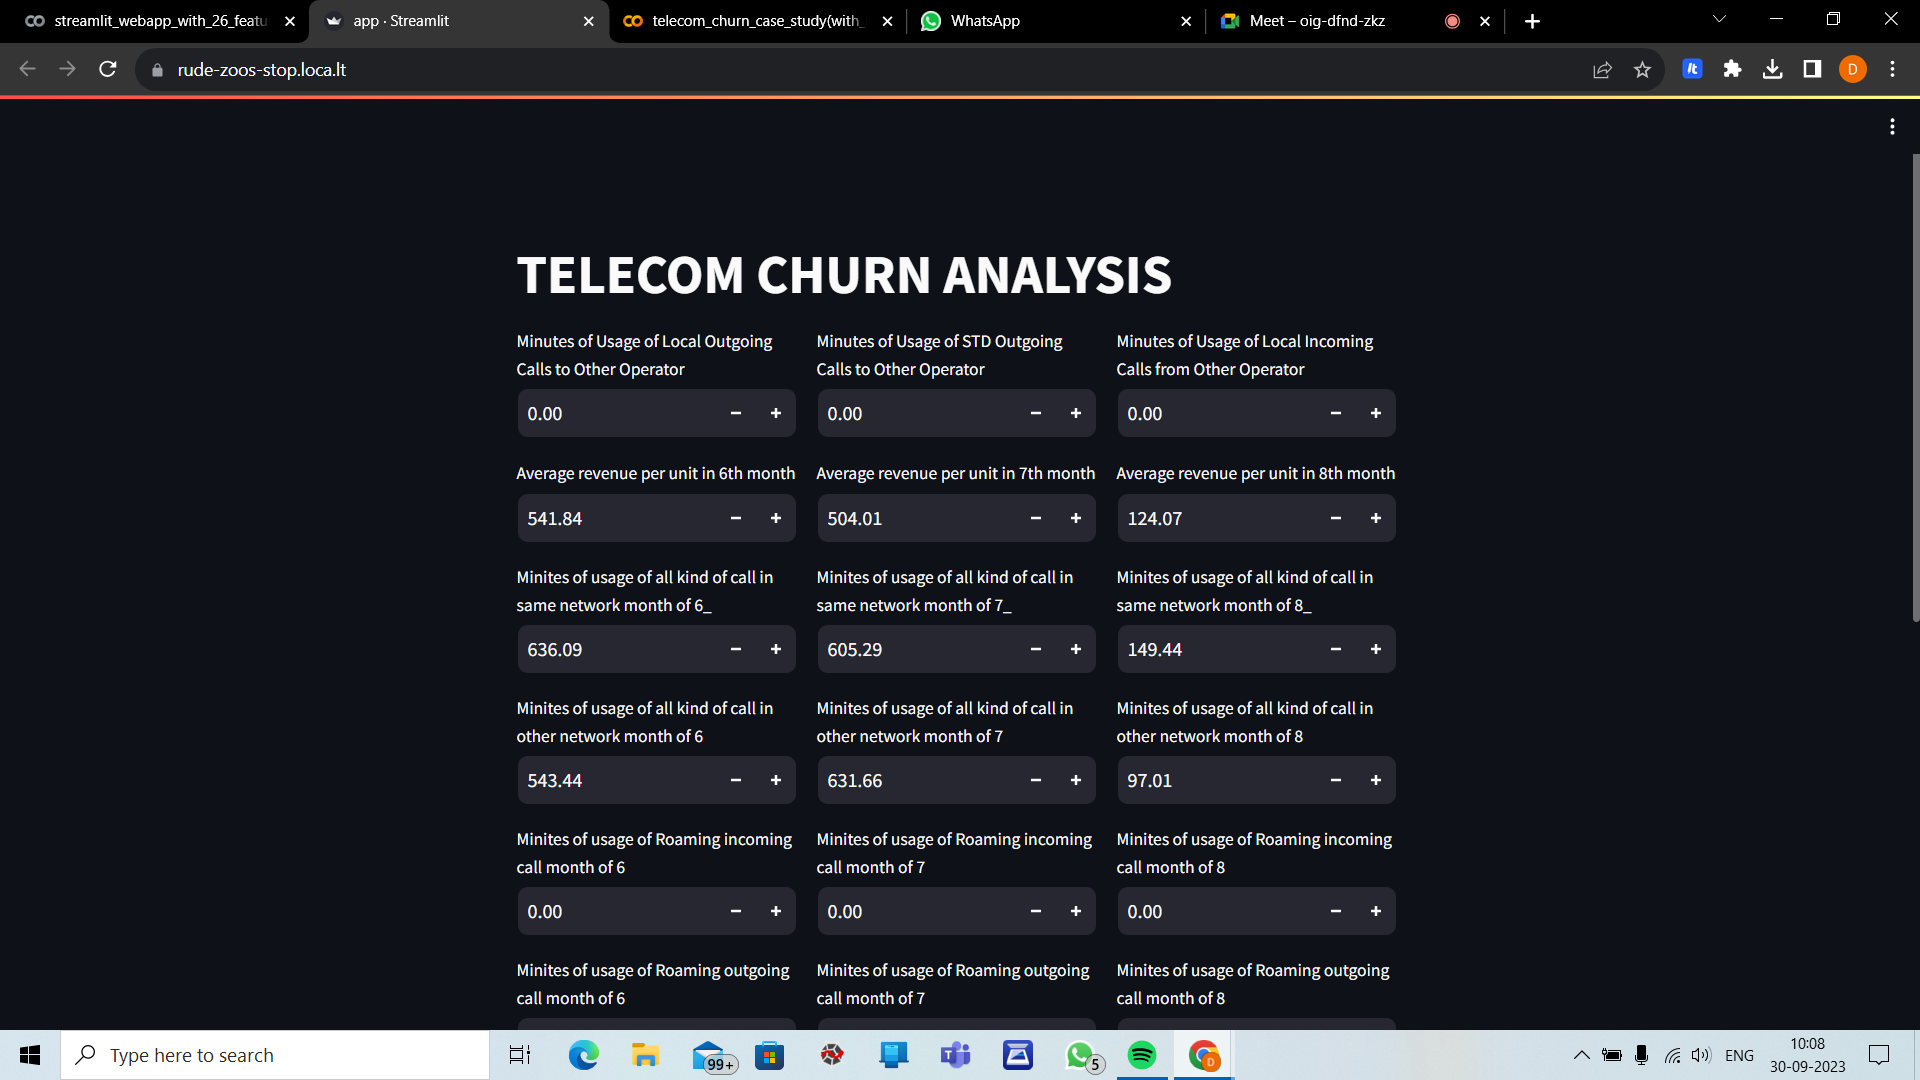 streamlit_webapp_with_26_featu
app · Streamlit
telecom_churn_case_study(with_
WhatsApp
Meet – oig-dfnd-zkz
rude-zoos-stop.loca.lt
lt
D
TELECOM CHURN ANALYSIS
Minutes of Usage of Local Outgoing
Calls to Other Operator
0.00
Minutes of Usage of STD Outgoing
Calls to Other Operator
0.00
Minutes of Usage of Local Incoming
Calls from Other Operator
0.00
Average revenue per unit in 6th month
541.84
Average revenue per unit in 7th month
504.01
Average revenue per unit in 8th month
124.07
Minites of usage of all kind of call in
same network month of 6_
636.09
Minites of usage of all kind of call in
same network month of 7_
605.29
Minites of usage of all kind of call in
same network month of 8_
149.44
Minites of usage of all kind of call in
other network month of 6
543.44
Minites of usage of all kind of call in
other network month of 7
631.66
Minites of usage of all kind of call in
other network month of 8
97.01
Minites of usage of Roaming incoming
call month of 6
0.00
Minites of usage of Roaming incoming
call month of 7
0.00
Minites of usage of Roaming incoming
call month of 8
0.00
Minites of usage of Roaming outgoing
call month of 6
Minites of usage of Roaming outgoing
call month of 7
Minites of usage of Roaming outgoing
call month of 8
Type here to search
99+
T
5
D
ENG
10:08
30-09-2023